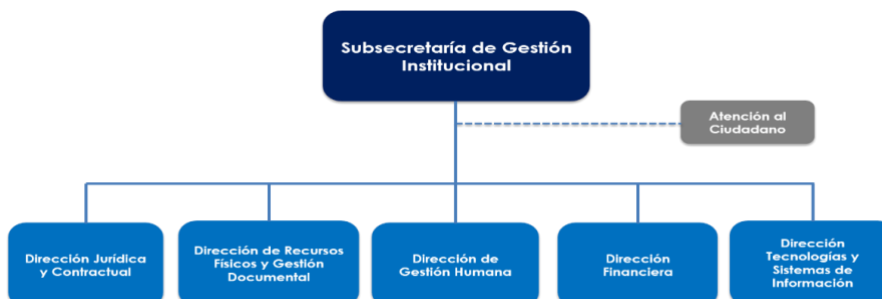 Subsecretaría de Gestión
Institucional
Atención al
Ciudadano
Dirección Jurídica
y Contractual
Dirección de Recursos
Físicos y Gestión
Documental
Dirección de
Gestión Humana
Dirección
Financiera
Dirección
Tecnologías y
Sistemas de
Información